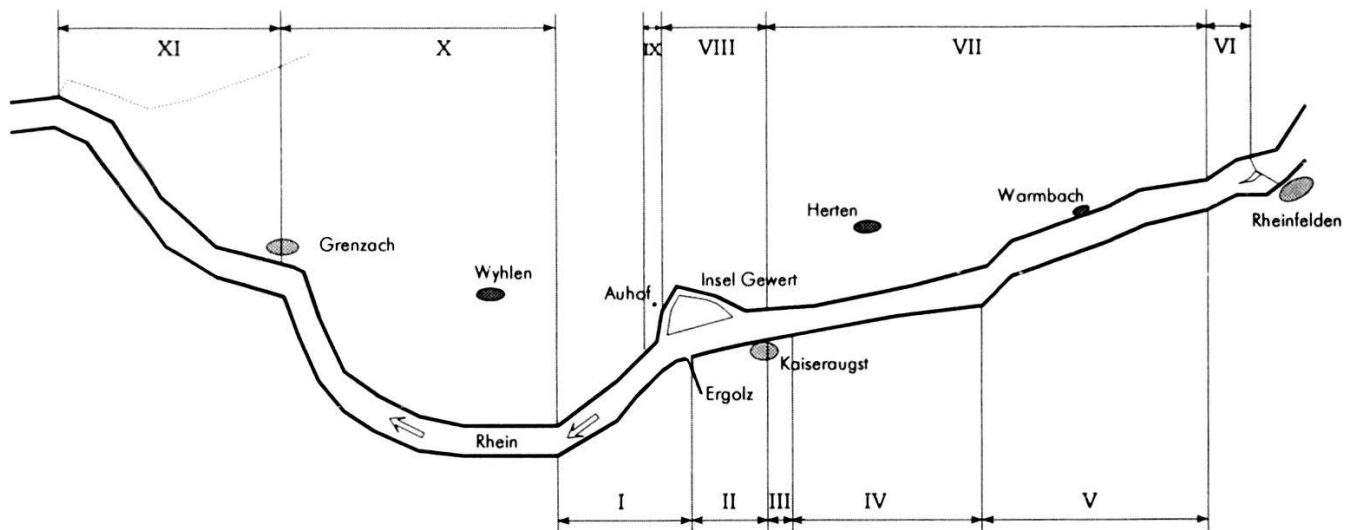 XI
X
IX
VIII
VII
VI
Warmbach
Herten
Rheinfelden
Grenzach
Wyhlen
Auhof
Insel Gewert
Kaiseraugst
Ergolz
Rhein
I
II
III
IV
V